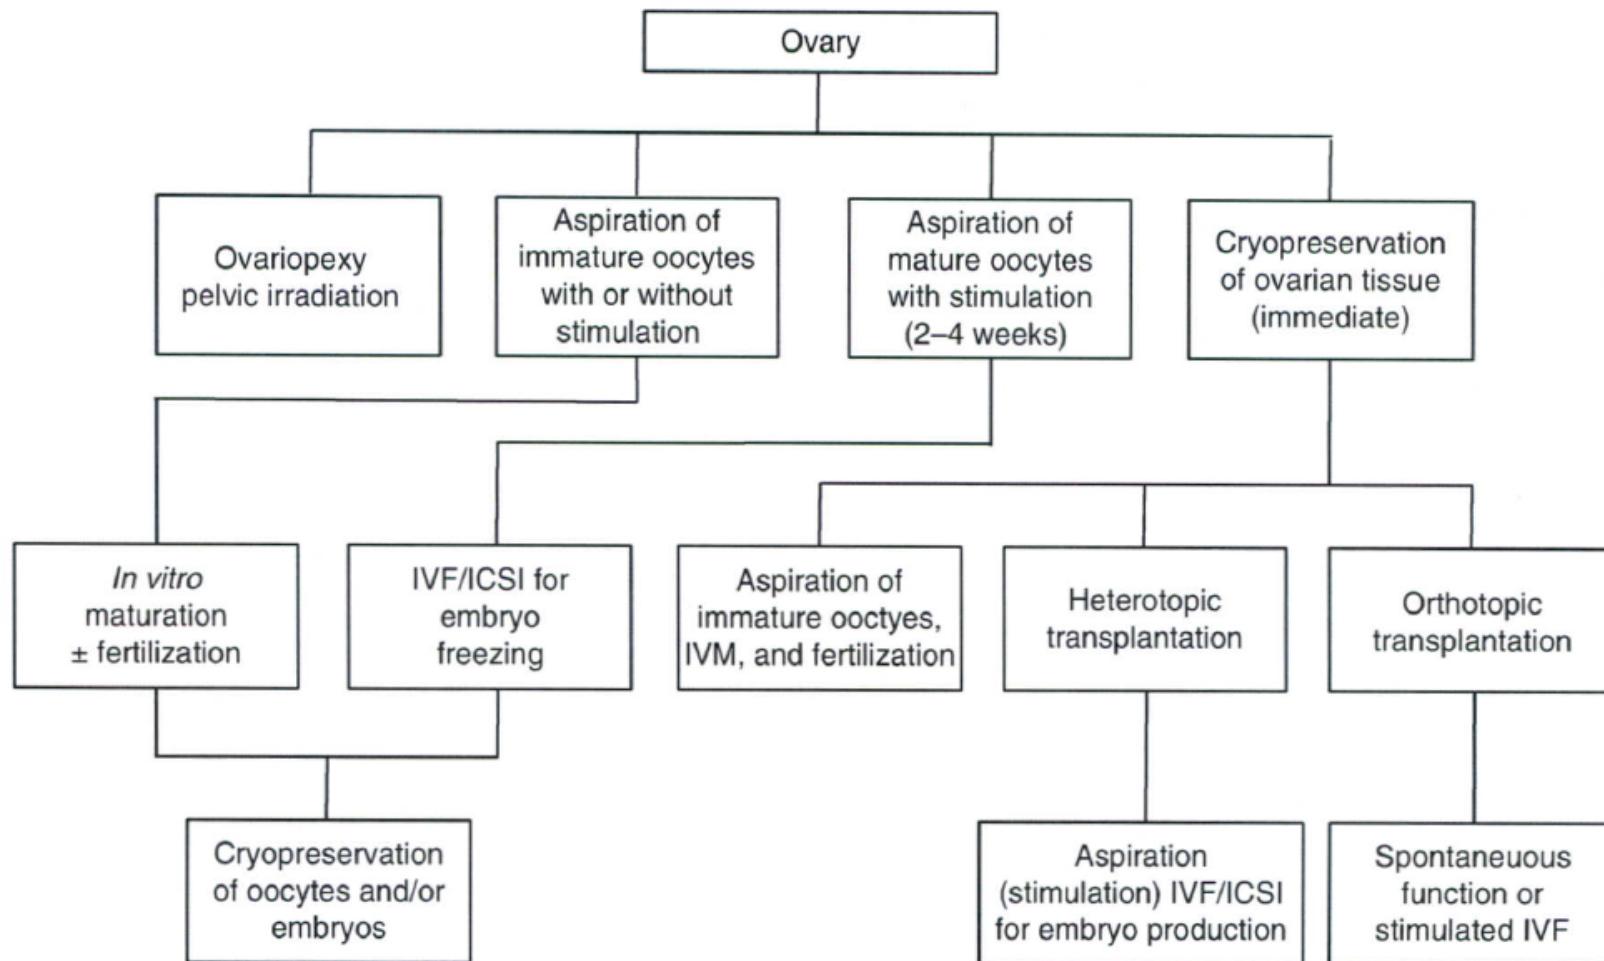 Ovary
Ovariopexy
pelvic irradiation
Aspiration of
immature oocytes
with or without
stimulation
Aspiration of
mature oocytes
with stimulation
(2–4 weeks)
Cryopreservation
of ovarian tissue
(immediate)
In vitro
maturation
± fertilization
IVF/ICSI for
embryo
freezing
Aspiration of
immature ooctyes,
IVM, and fertilization
Heterotopic
transplantation
Orthotopic
transplantation
Cryopreservation
of oocytes and/or
embryos
Aspiration
(stimulation) IVF/ICSI
for embryo production
Spontaneuous
function or
stimulated IVF